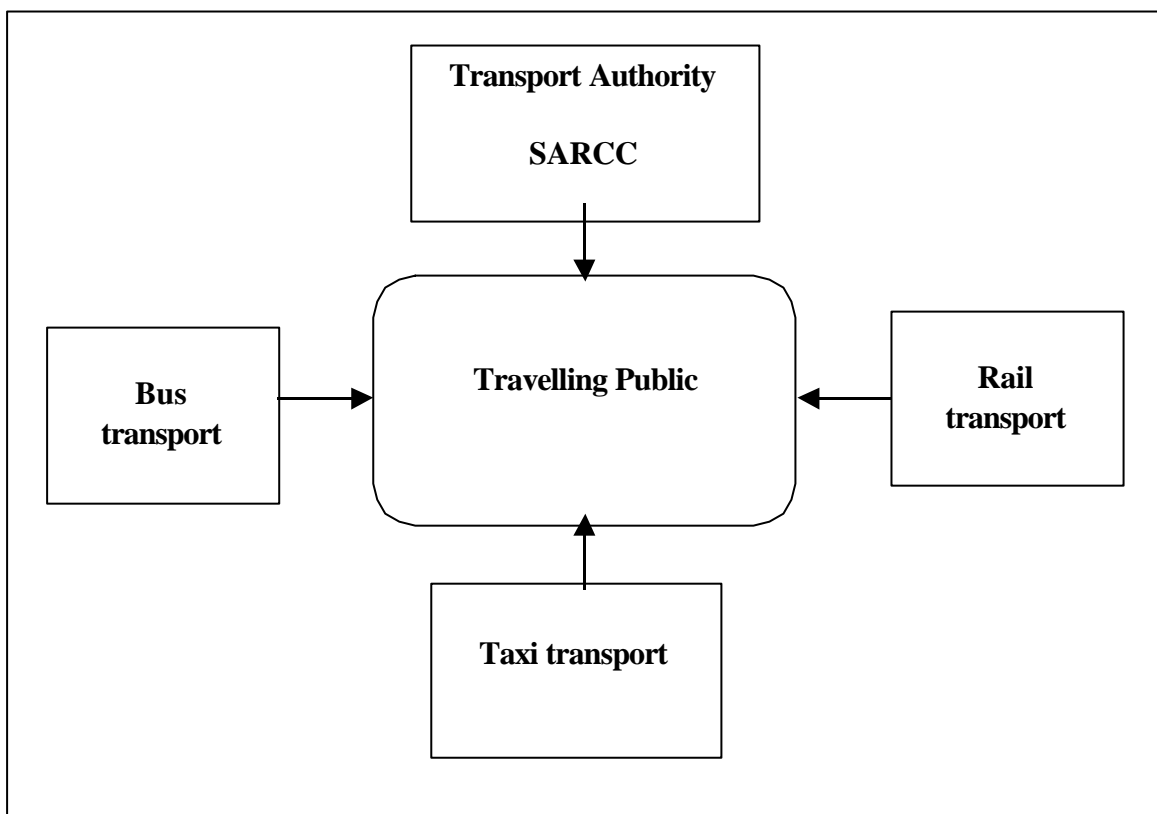 Transport Authority
SARCC
Travelling Public
Bus
transport
Rail
transport
Taxi transport